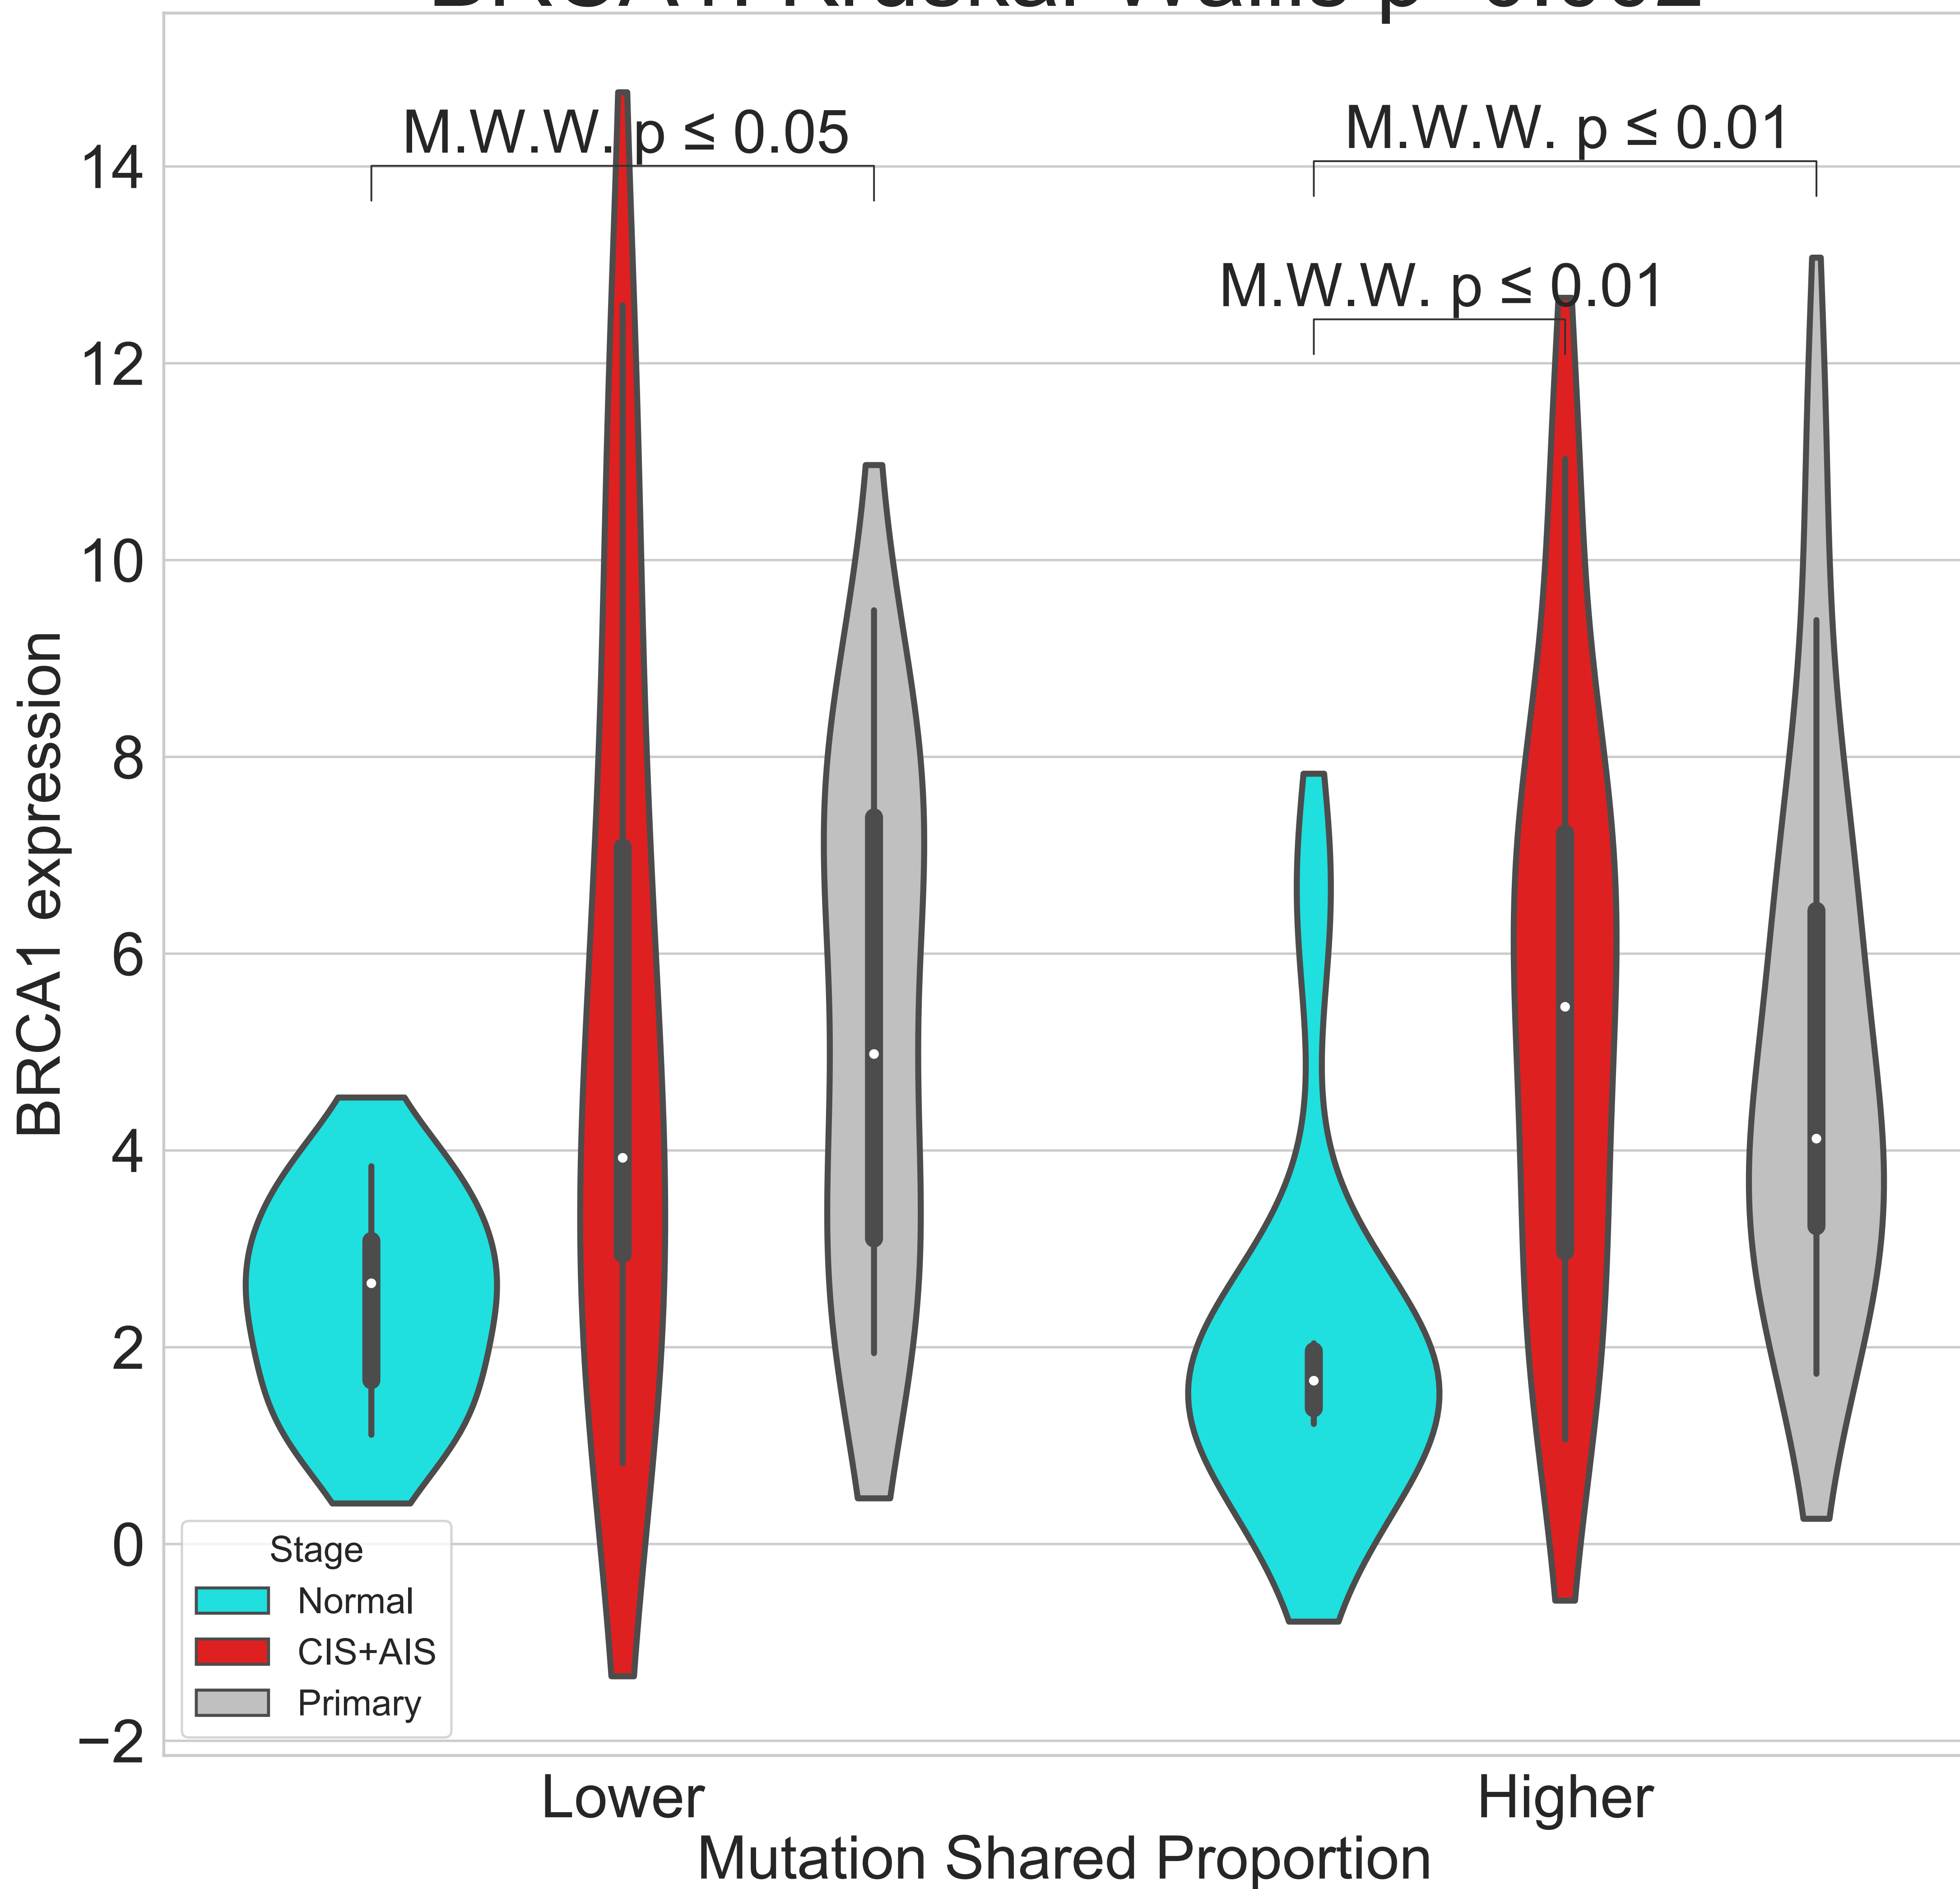 M.W.W. p ≤ 0.05
M.W.W. p ≤ 0.01
M.W.W. p ≤ 0.01
14
12
10
8
6
4
2
0
−2
BRCA1 expression
Stage
Normal
CIS+AIS
Primary
Lower
Higher
Mutation Shared Proportion